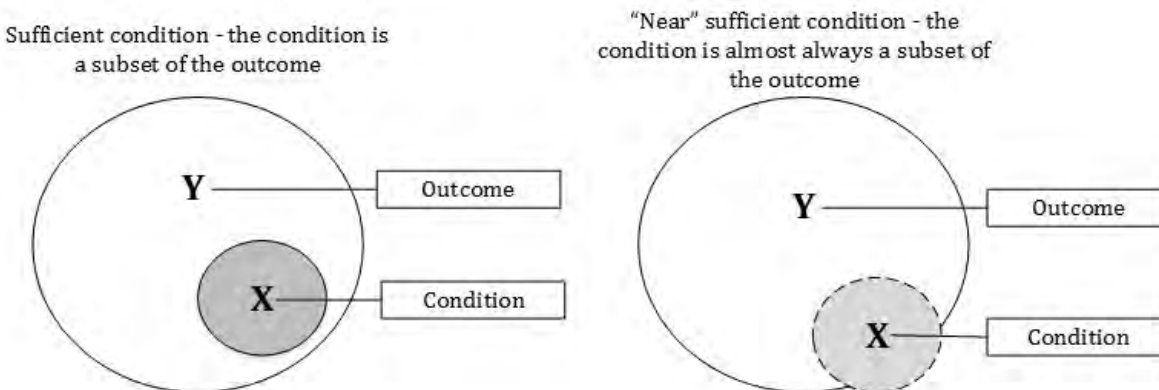 Sufficient condition - the condition is
a subset of the outcome
Y
Outcome
X
Condition
“Near” sufficient condition - the
condition is almost always a subset of
the outcome
Y
Outcome
X
Condition